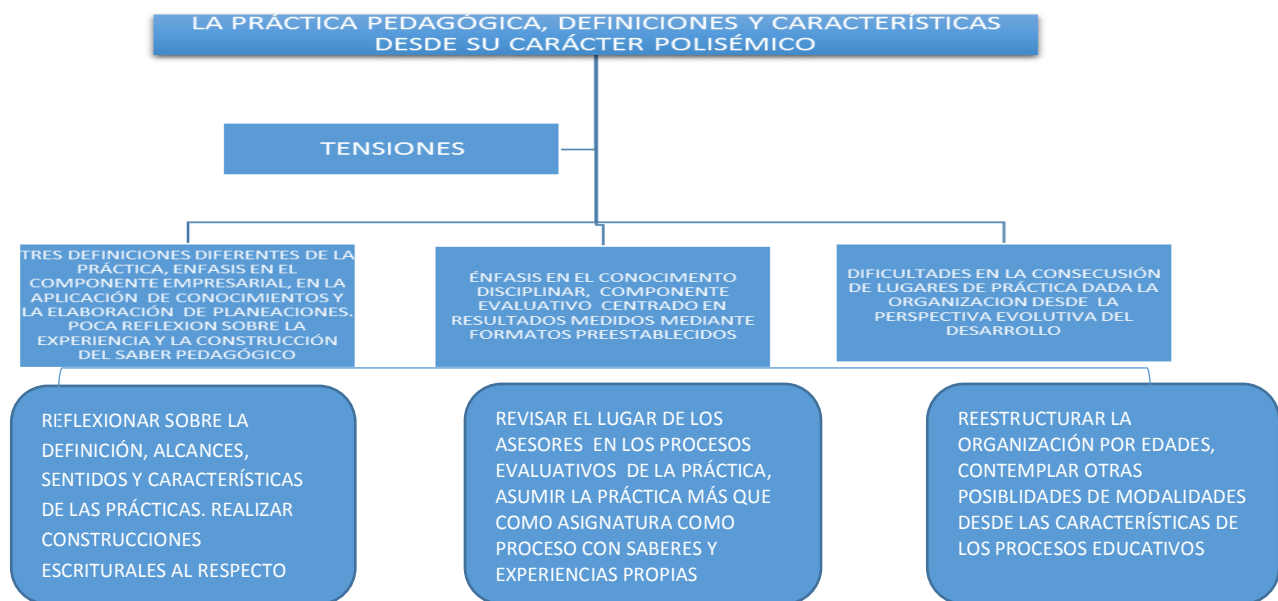 LA PRÁCTICA PEDAGÓGICA, DEFINICIONES Y CARACTERÍSTICAS
DESDE SU CARÁCTER POLISÉMICO
TENSIONES
TRES DEFINICIONES DIFERENTES DE LA
PRÁCTICA, ENFASIS EN EL
COMPONENTE EMPRESARIAL, EN LA
APLICACIÓN DE CONOCIMIENTOS Y
LA ELABORACIÓN DE PLANEACIONES.
POCA REFLEXION SOBRE LA
EXPERIENCIA Y LA CONSTRUCCIÓN
DEL SABER PEDAGÓGICO
ÉNFASIS EN EL CONOCIMIENTO
DISCIPLINAR, COMPONENTE
EVALUATIVO CENTRADO EN
RESULTADOS MEDIDOS MEDIANTE
FORMATOS PREESTABLECIDOS
DIFICULTADES EN LA CONSECUSIÓN
DE LUGARES DE PRÁCTICA DADA LA
ORGANIZACION DESDE LA
PERSPECTIVA EVOLUTIVA DEL
DESARROLLO
REFLEXIONAR SOBRE LA
DEFINICIÓN, ALCANCES,
SENTIDOS Y CARACTERÍSTICAS
DE LAS PRÁCTICAS. REALIZAR
CONSTRUCCIONES
ESCRITURALES AL RESPECTO
REVISAR EL LUGAR DE LOS
ASESORES EN LOS PROCESOS
EVALUATIVOS DE LA PRÁCTICA,
ASUMIR LA PRÁCTICA MÁS QUE
COMO ASIGNATURA COMO
PROCESO CON SABERES Y
EXPERIENCIAS PROPIAS
REESTRUCTURAR LA
ORGANIZACIÓN POR EDADES,
CONTEMPLAR OTRAS
POSIBLIDADES DE MODALIDADES
DESDE LAS CARACTERÍSTICAS DE
LOS PROCESOS EDUCATIVOS